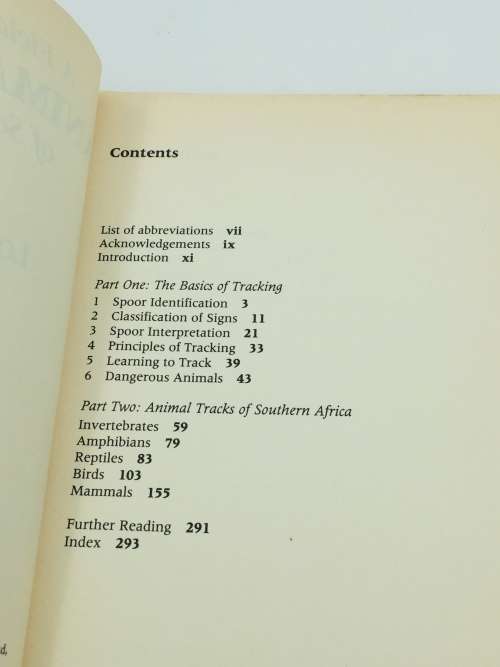 Contents
List of abbreviations vii
Acknowledgements ix
Introduction xi
Part One: The Basics of Tracking
1 Spoor Identification 3
2 Classification of Signs 11
3 Spoor Interpretation 21
4 Principles of Tracking 33
5 Learning to Track 39
6 Dangerous Animals 43
Part Two: Animal Tracks of Southern Africa
Invertebrates 59
Amphibians 79
Reptiles 83
Birds 103
Mammals 155
Further Reading 291
Index 293